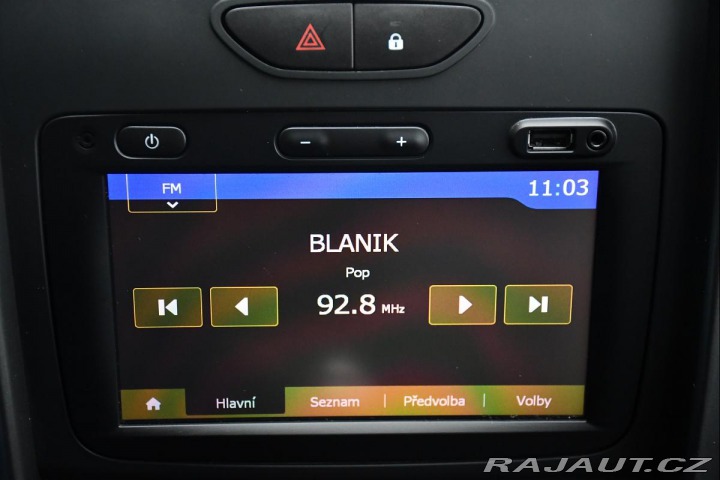 FM
11:03
BLANIK
Pop
92.8 MHz
Hlavní
Seznam
Předvolba
Volby
RAJAUT.CZ